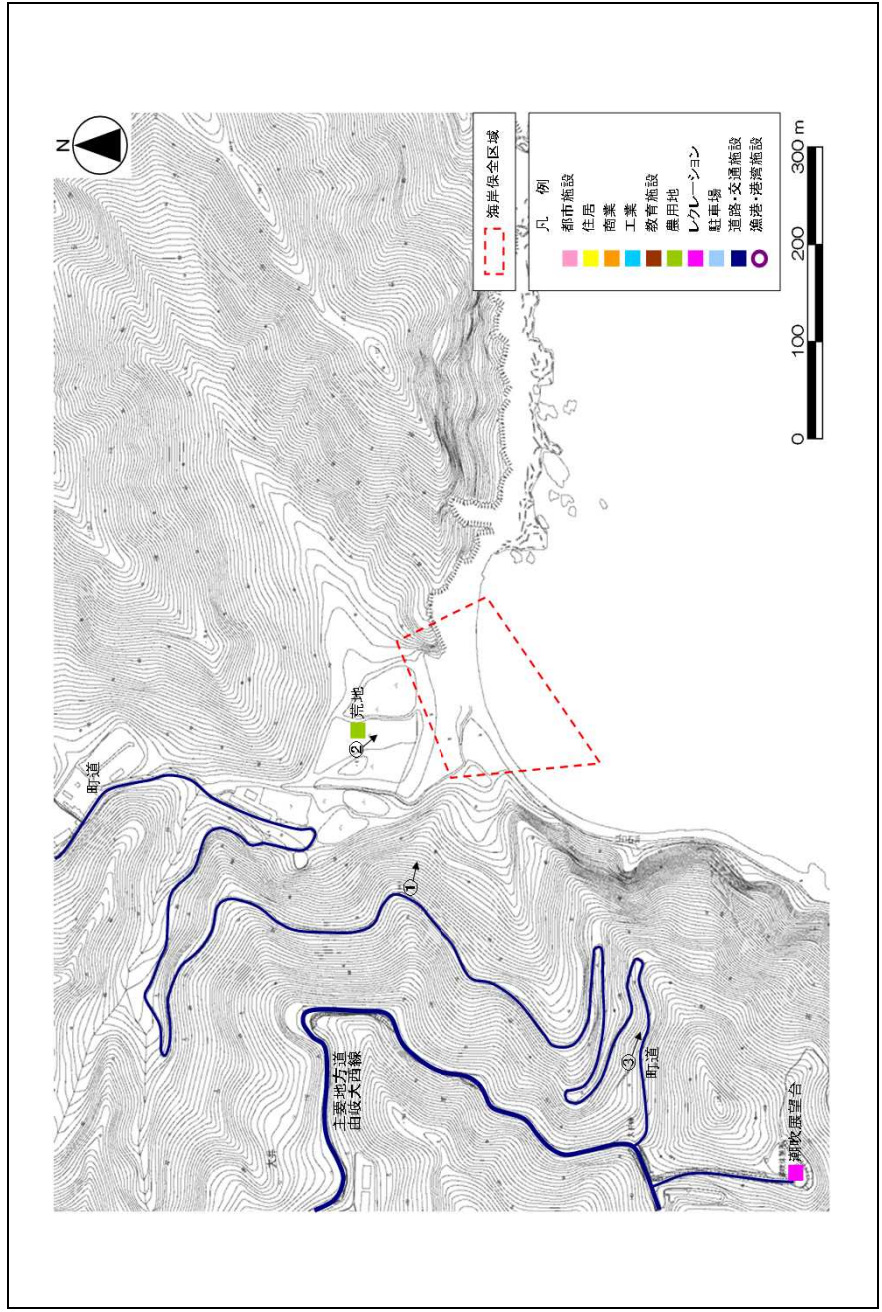 N
海岸保全区域
凡 例
都市施設
住居
商業
工業
教育施設
農用地
レクレーション
駐車場
道路・交通施設
漁港・港湾施設
0 100 200 300 m
町道
荒地
②
①
主要地方道
由岐大西線
大井
③
町道
潮吹展望台